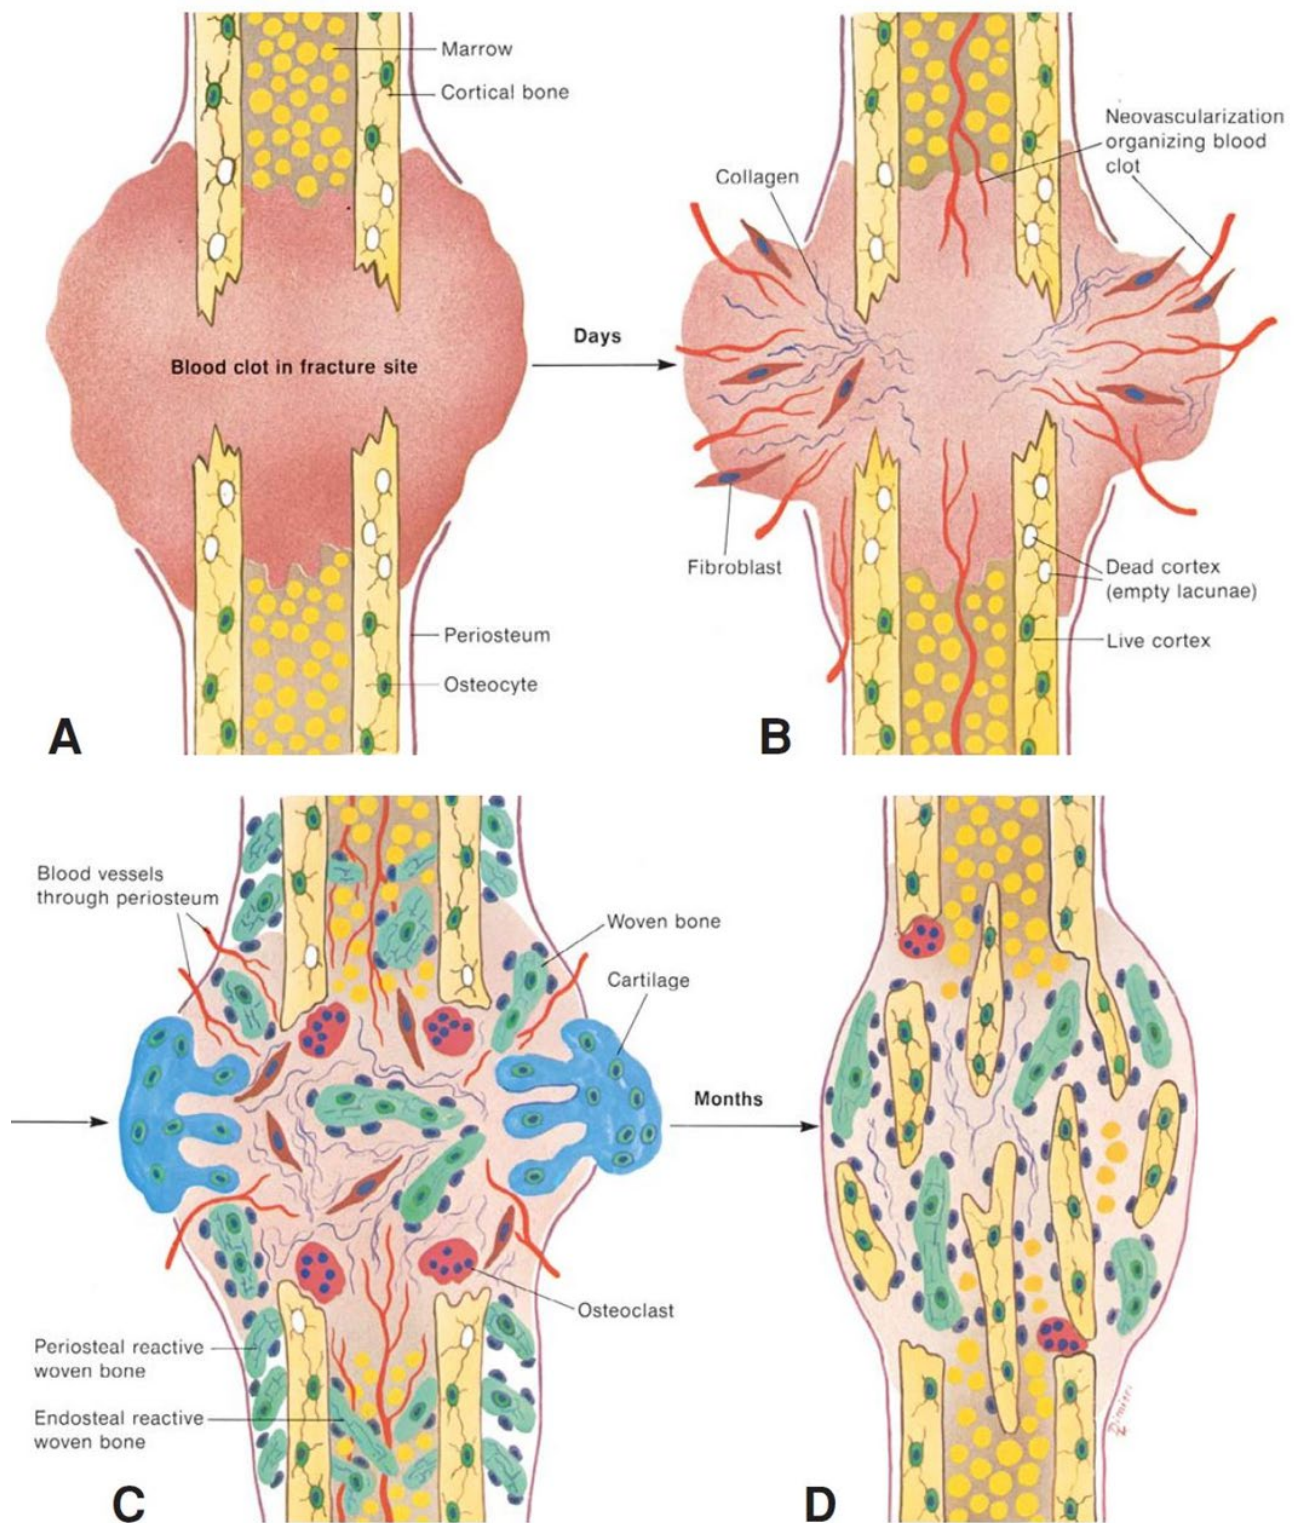 Marrow
Cortical bone
Blood clot in fracture site
Periosteum
Osteocyte
A
Days
Collagen
Neovascularization
organizing blood
clot
Fibroblast
Dead cortex
(empty lacunae)
Live cortex
B
Blood vessels
through periosteum
Woven bone
Cartilage
Osteoclast
Periosteal reactive
woven bone
Endosteal reactive
woven bone
C
Months
D